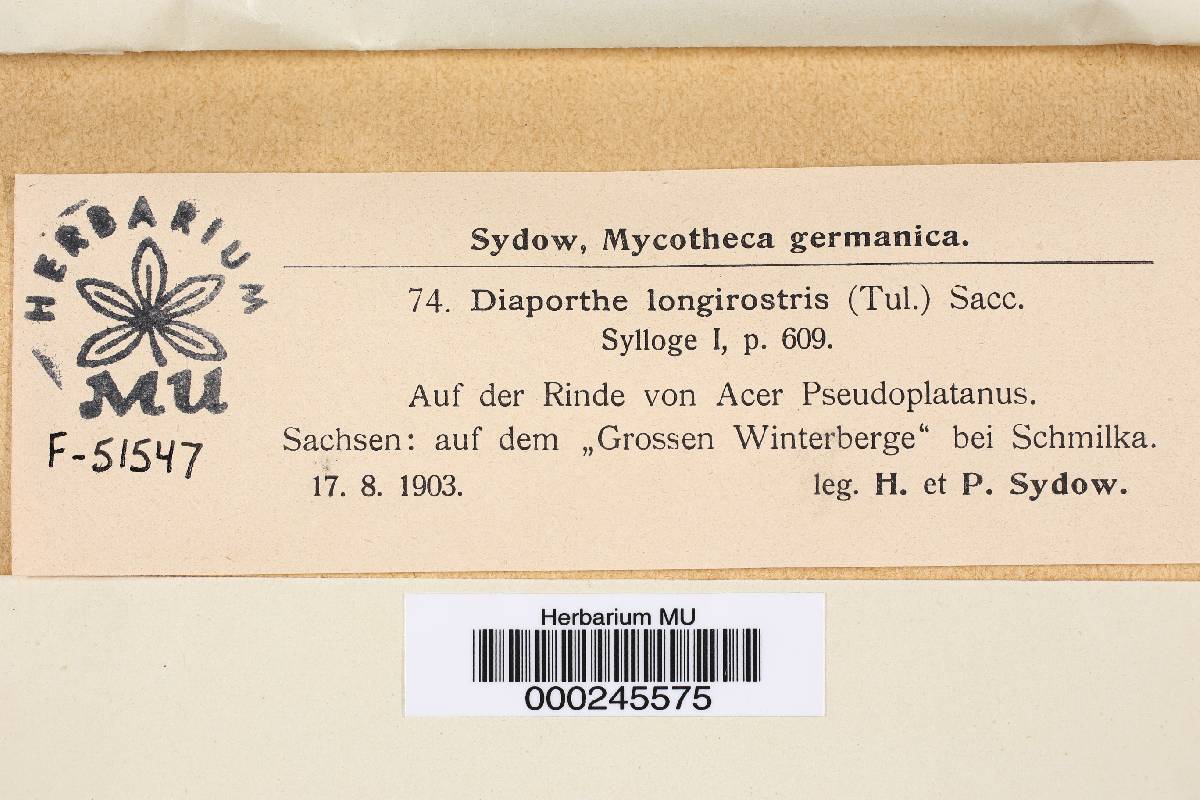 HERBARIUM
MU
F-51547
Sydow, Mycotheca germanica.
74. Diaporthe longirostris (Tul.) Sacc.
Sylloge I, p. 609.
Auf der Rinde von Acer Pseudoplatanus.
Sachsen: auf dem „Grossen Winterberge“ bei Schmilka.
17. 8. 1903. leg. H. et P. Sydow.
Herbarium MU
000245575